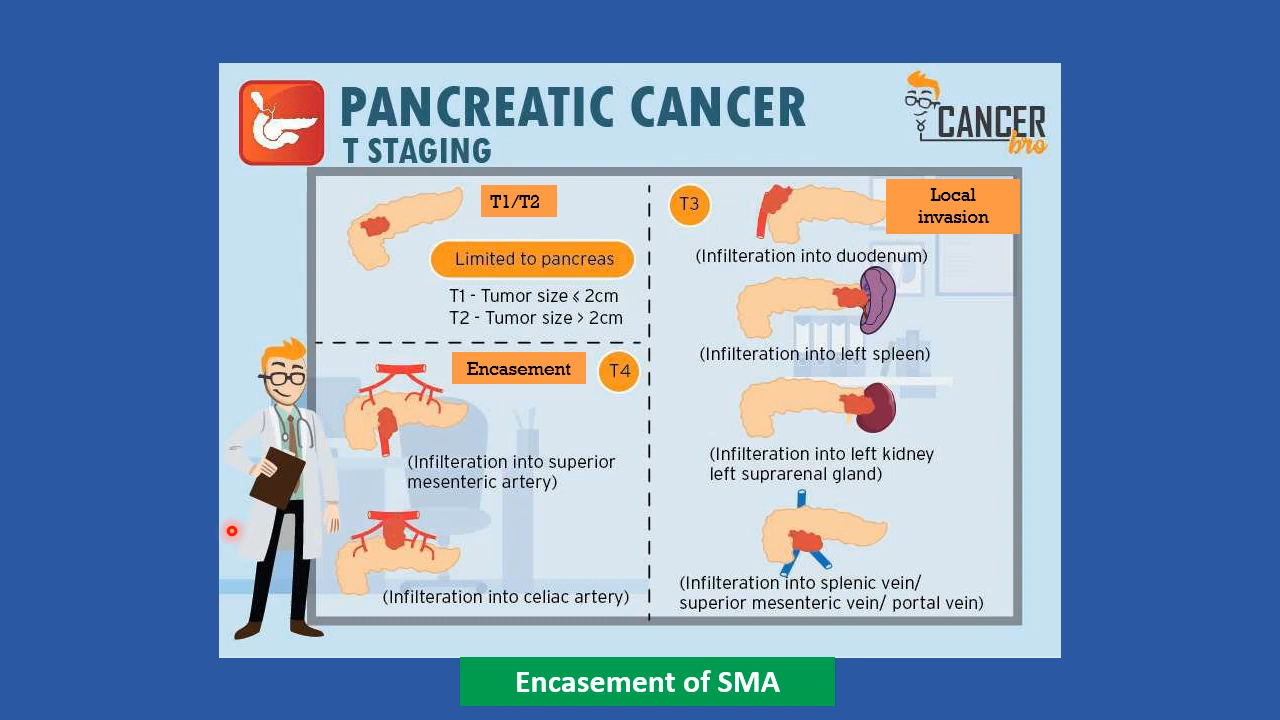 PANCREATIC CANCER
T STAGING
CANCER
bro
T1/T2
Limited to pancreas
T1 - Tumor size ⩽ 2cm
T2 - Tumor size > 2cm
Encasement
T4
(Infilteration into superior
mesenteric artery)
(Infilteration into celiac artery)
T3
Local
invasion
(Infilteration into duodenum)
(Infilteration into left spleen)
(Infilteration into left kidney
left suprarenal gland)
(Infilteration into splenic vein/
superior mesenteric vein/ portal vein)
Encasement of SMA